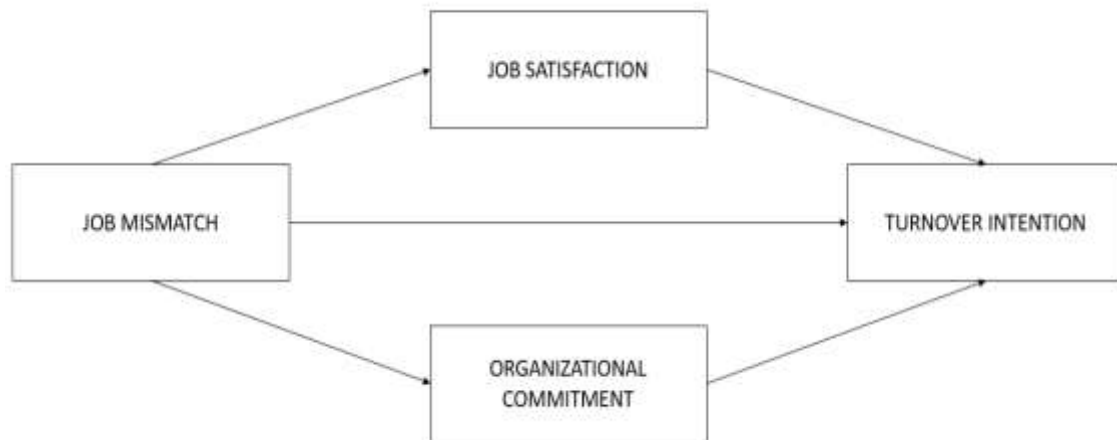 JOB SATISFACTION
JOB MISMATCH
TURNOVER INTENTION
ORGANIZATIONAL
COMMITMENT